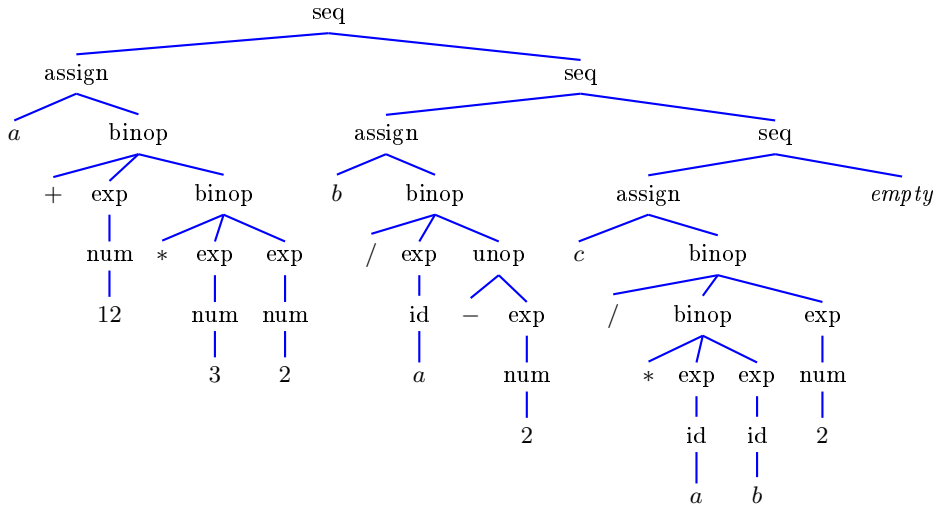 seq
assign seq
a binop assign seq
+ exp binop b binop assign empty
num * exp exp / exp unop c binop
12 num num id − exp / binop exp
3 2 a num * exp exp num
2 id id 2
a b